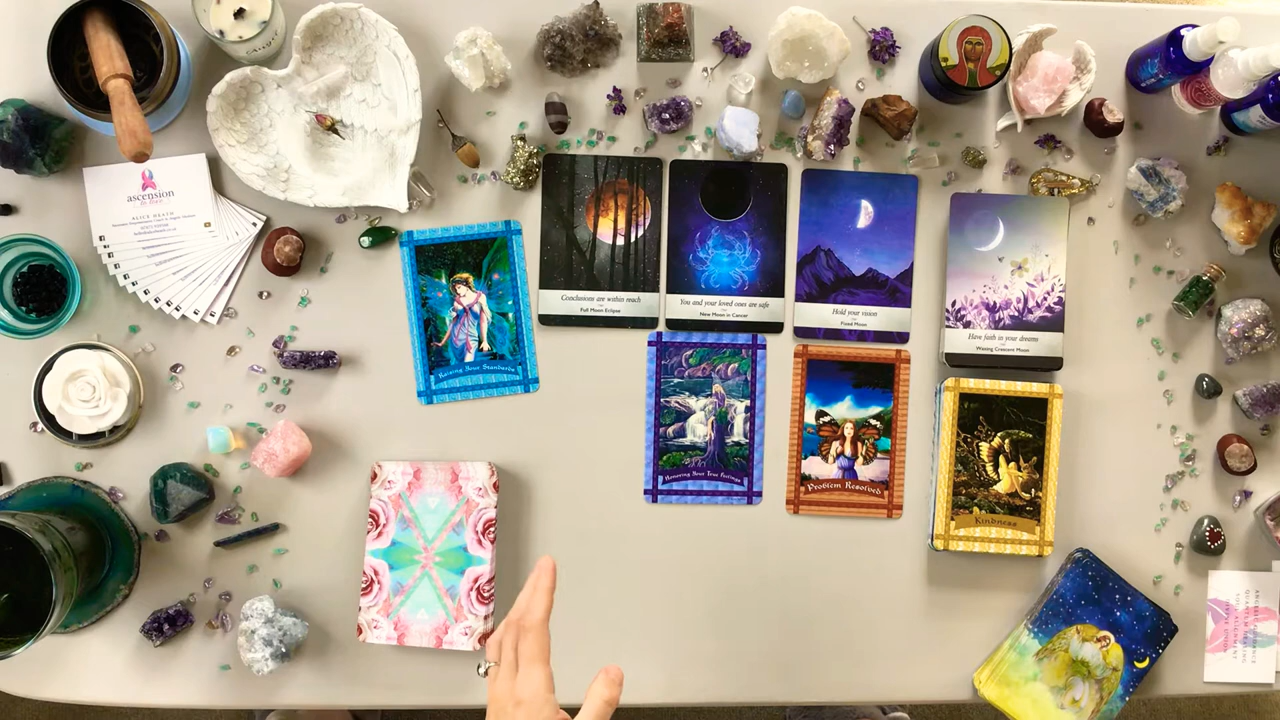 ascension
ALICE HEATH
Raising Your Standards
Conclusions are within reach
Full Moon Eclipse
You and your loved ones are safe
New Moon in Cancer
Hold your vision
Fixed Moon
Have faith in your dreams
Waxing Crescent Moon
Honoring Your True Feelings
Problem Resolved
Kindness